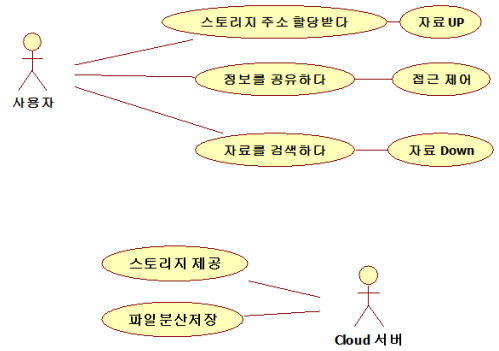 스토리지 주소 할당받다
자료 UP
사용자
정보를 공유하다
접근 제어
자료를 검색하다
자료 Down
스토리지 제공
파일분산저장
Cloud 서버